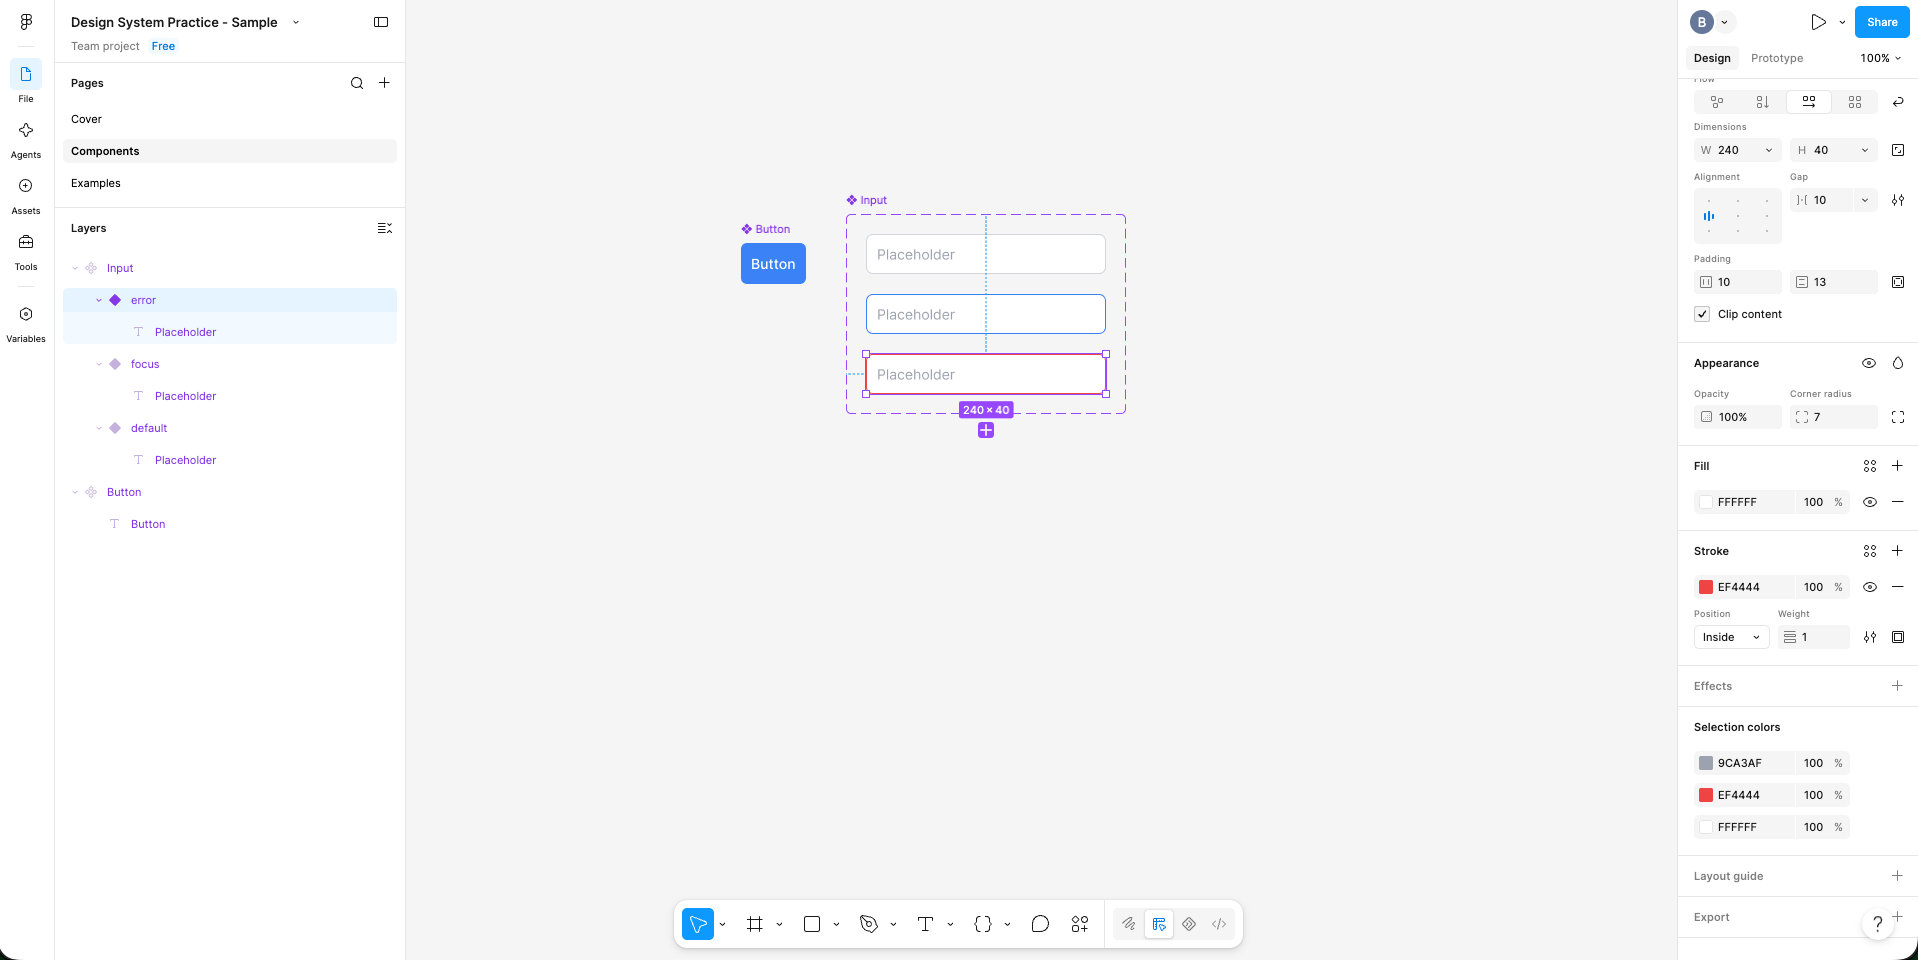 Design System Practice - Sample
Team project Free
File
Agents
Assets
Tools
Variables
Pages
Cover
Components
Examples
Layers
Input
error
Placeholder
focus
Placeholder
default
Placeholder
Button
Button
Button
Button
Input
Placeholder
Placeholder
Placeholder
240 × 40
B
Share
Design Prototype 100%
Flow
Dimensions
W 240 H 40
Alignment Gap
10
Padding
10 13
Clip content
Appearance
Opacity Corner radius
100% 7
Fill
FFFFFF 100 %
Stroke
EF4444 100 %
Position Weight
Inside 1
Effects
Selection colors
9CA3AF 100 %
EF4444 100 %
FFFFFF 100 %
Layout guide
Export
?